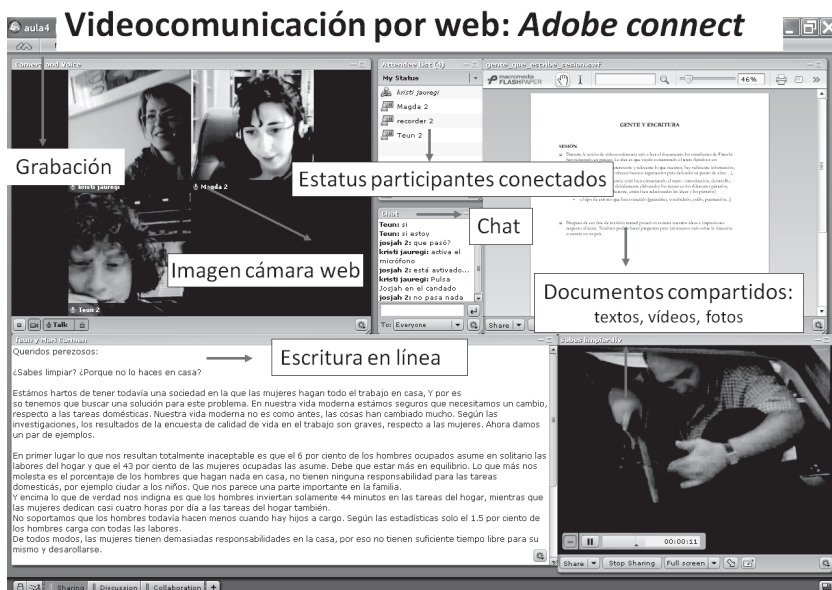 Videocomunicación por web: Adobe connect
aula4
Camera and Voice
Grabación
kristi jauregi
Magda 2
Imagen cámara web
Teun 2
Talk
Attendee List (4)
My Status
kristi jauregi
Magda 2
recorder 2
Teun 2
Estatus participantes conectados
Chat
Chat
Teun: si
Teun: si estoy
josjah 2: que pasó?
kristi jauregi: activa el
micrófono
josjah 2: está avtivado...
kristi jauregi: Pulsa
Josjah en el candado
josjah 2: no pasa nada
To: Everyone
gente_que_escribe_sesion.swf
macromedia
FLASHPAPER
46%
GENTE Y ESCRITURA
SESIÓN
Documentos compartidos:
textos, vídeos, fotos
Share
Teun y Mari Carmen
Escritura en línea
Queridos perezosos:
¿Sabes limpiar? ¿Porque no lo haces en casa?
Estámos hartos de tener todavía una sociedad en la que las mujeres hagan todo el trabajo en casa, Y por es
so tenemos que buscar una solución para este problema. En nuestra vida moderna estámos seguros que necesitamos un cambio,
respecto a las tareas domésticas. Nuestra vida moderna no es como antes, las cosas han cambiado mucho. Según las
investigaciones, los resultados de la encuesta de calidad de vida en el trabajo son graves, respecto a las mujeres. Ahora damos
un par de ejemplos.
En primer lugar lo que nos resultan totalmente inaceptable es que el 6 por ciento de los hombres ocupados asume en solitario las
labores del hogar y que el 43 por ciento de las mujeres ocupadas las asume. Debe que estar más en equilibrio. Lo que más nos
molesta es el porcentaje de los hombres que hagan nada en casa, no tienen ninguna responsabilidad para las tareas
domesticás, por ejemplo ciudar a los niños. Que nos parece una parte importante en la familia.
Y encima lo que de verdad nos indigna es que los hombres inviertan solamente 44 minutos en las tareas del hogar, mientras que
las mujeres dedican casi cuatro horas por día a las tareas del hogar también.
No soportamos que los hombres todavía hacen menos cuando hay hijos a cargo. Según las estadísticas solo el 1.5 por ciento de
los hombres carga con todas las labores.
De todos modos, las mujeres tienen demasiadas responsabilidades en la casa, por eso no tienen suficiente tiempo libre para su
mismo y desarollarse.
sabes limpiar.flv
00:00:11
Share
Stop Sharing
Full screen
Sharing
Discussion
Collaboration